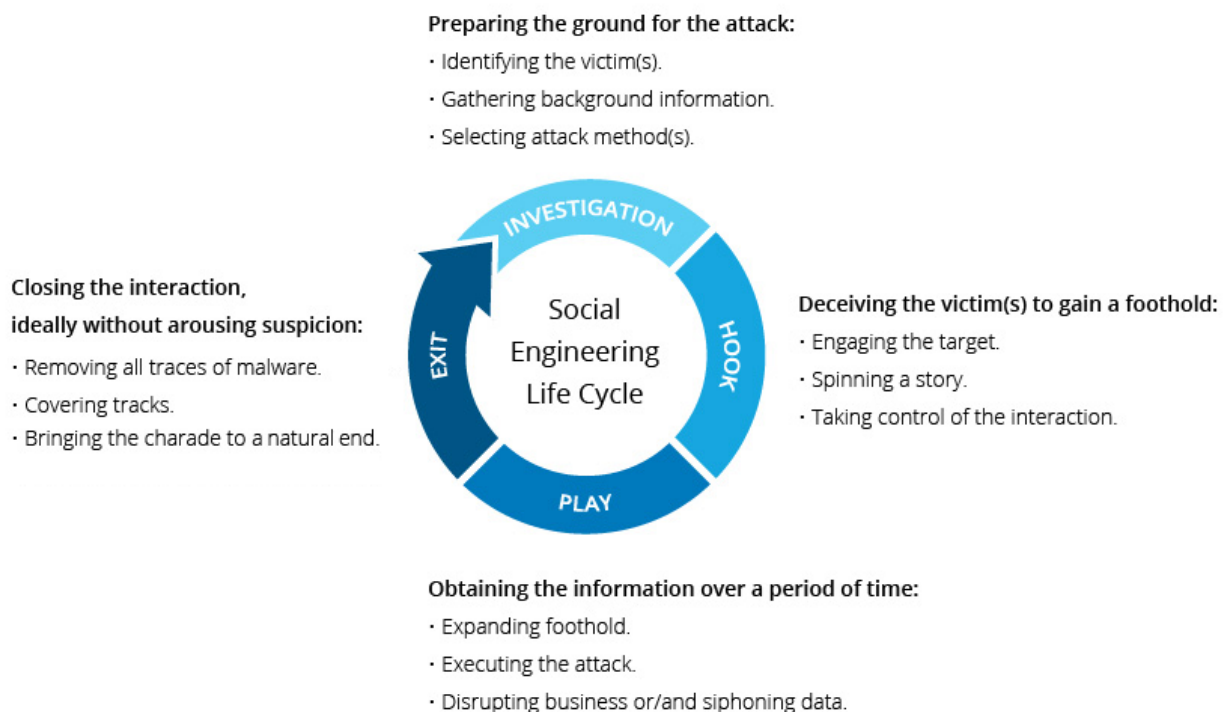 Preparing the ground for the attack:
· Identifying the victim(s).
· Gathering background information.
· Selecting attack method(s).
INVESTIGATION
HOOK
PLAY
EXIT
Social
Engineering
Life Cycle
Closing the interaction,
ideally without arousing suspicion:
· Removing all traces of malware.
· Covering tracks.
· Bringing the charade to a natural end.
Deceiving the victim(s) to gain a foothold:
· Engaging the target.
· Spinning a story.
· Taking control of the interaction.
Obtaining the information over a period of time:
· Expanding foothold.
· Executing the attack.
· Disrupting business or/and siphoning data.